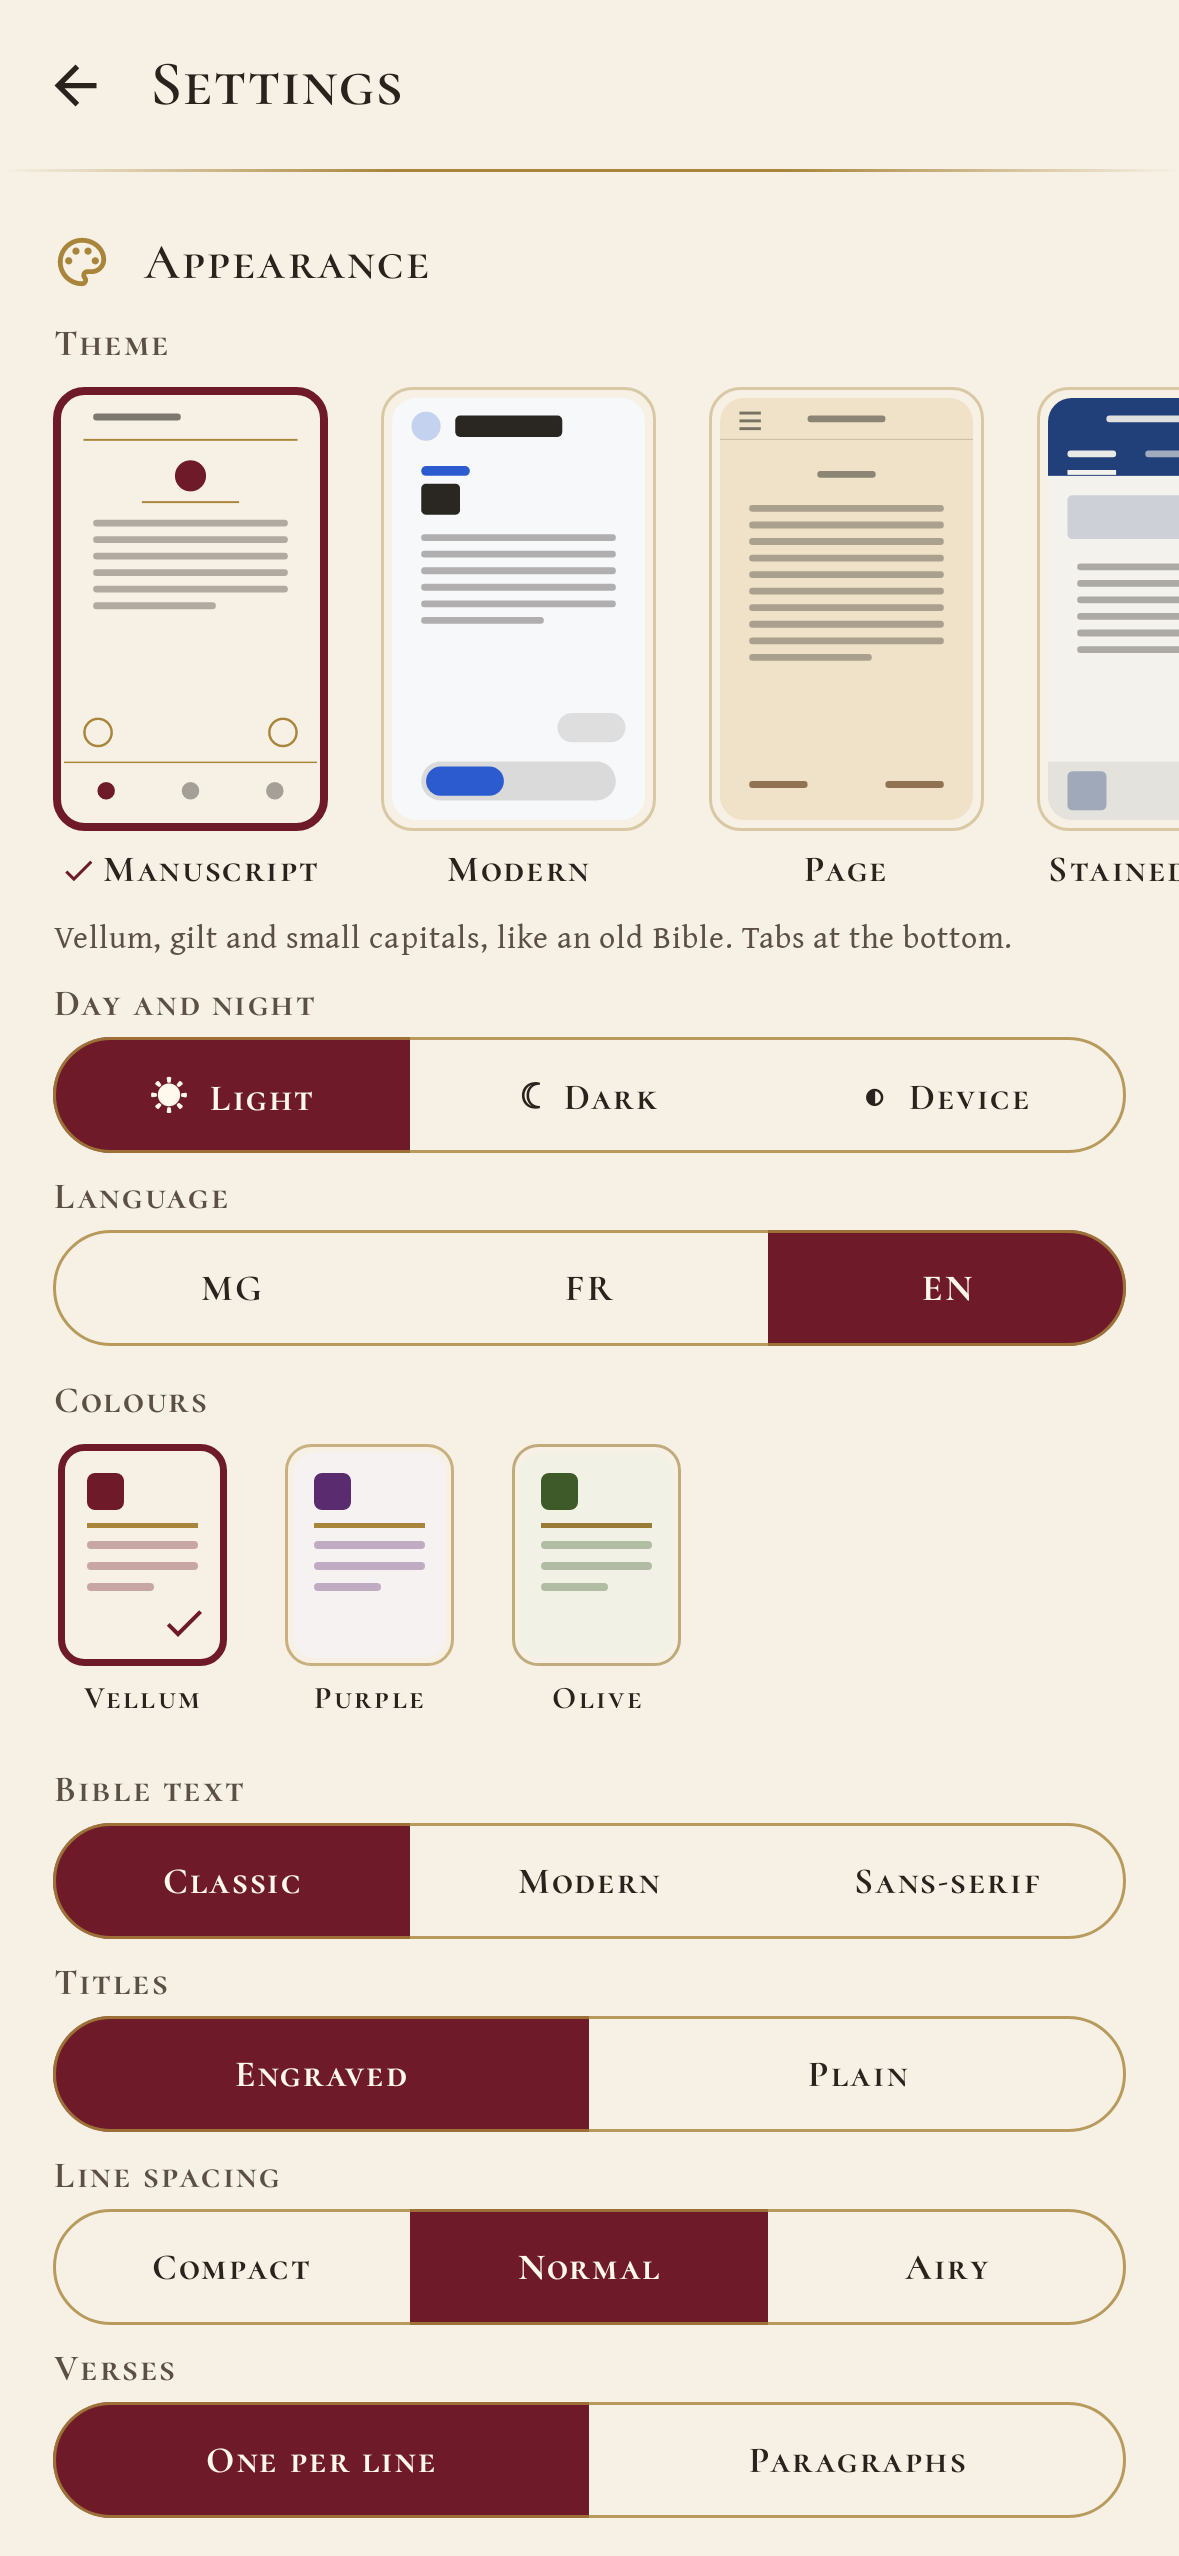 Settings
Appearance
Theme
Manuscript Modern Page Stained
Vellum, gilt and small capitals, like an old Bible. Tabs at the bottom.
Day and night
Light Dark Device
Language
MG FR EN
Colours
Vellum Purple Olive
Bible text
Classic Modern Sans-serif
Titles
Engraved Plain
Line spacing
Compact Normal Airy
Verses
One per line Paragraphs